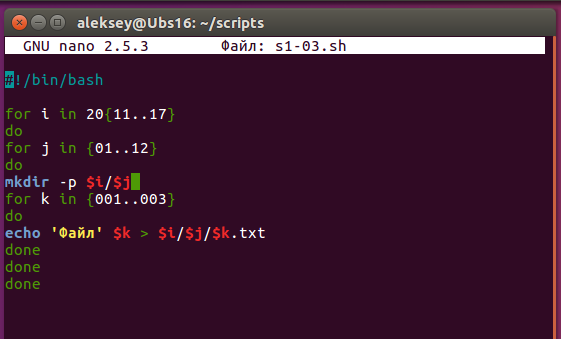 aleksey@Ubs16: ~/scripts
GNU nano 2.5.3 Файл: s1-03.sh
#!/bin/bash
for i in 20{11..17}
do
for j in {01..12}
do
mkdir -p $i/$j
for k in {001..003}
do
echo 'Файл' $k > $i/$j/$k.txt
done
done
done